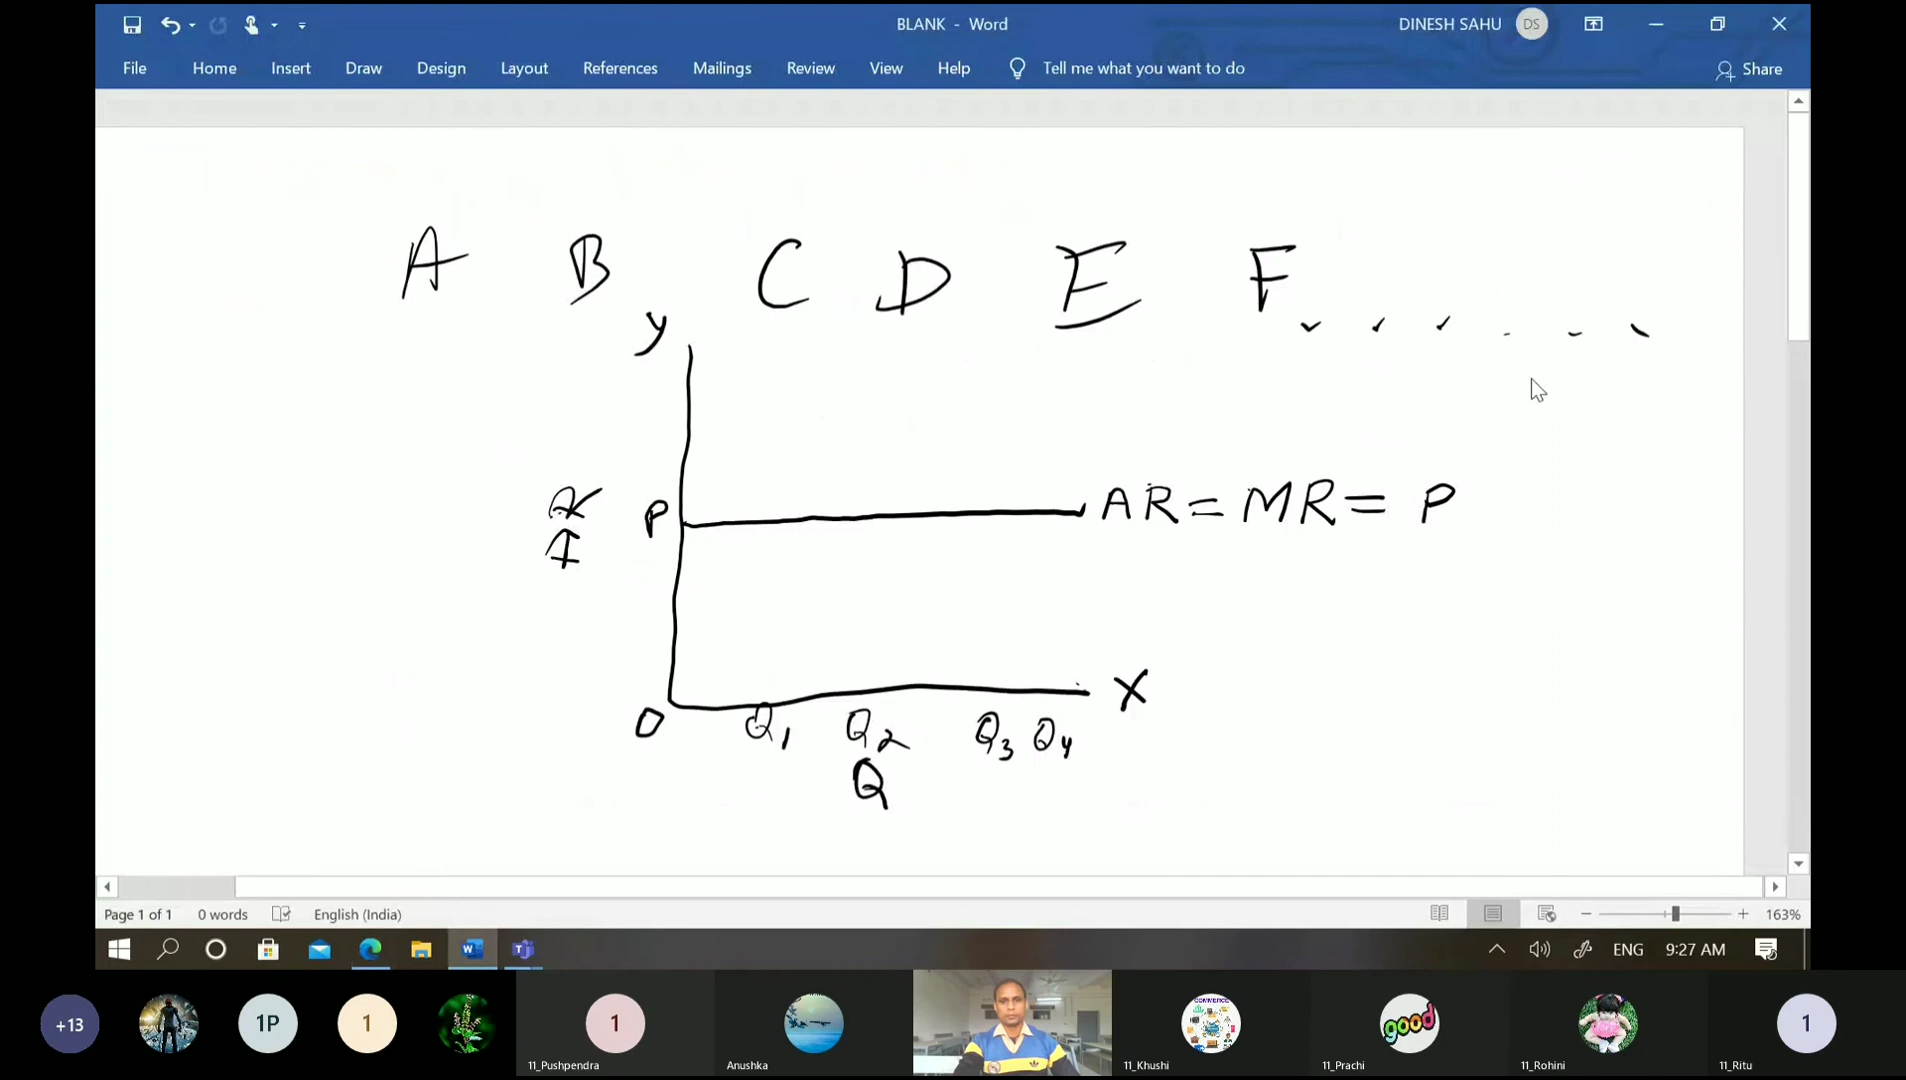 BLANK - Word
DINESH SAHU DS
File Home Insert Draw Design Layout References Mailings Review View Help Tell me what you want to do Share
A B C D E F . . . . . .
y
P AR = MR = P
O X
Q1 Q2 Q3 Q4
Q
Page 1 of 1 0 words English (India) 163%
ENG 9:27 AM
+13 1P 1 1 COMMERCE good 1
11_Pushpendra Anushka 11_Khushi 11_Prachi 11_Rohini 11_Ritu